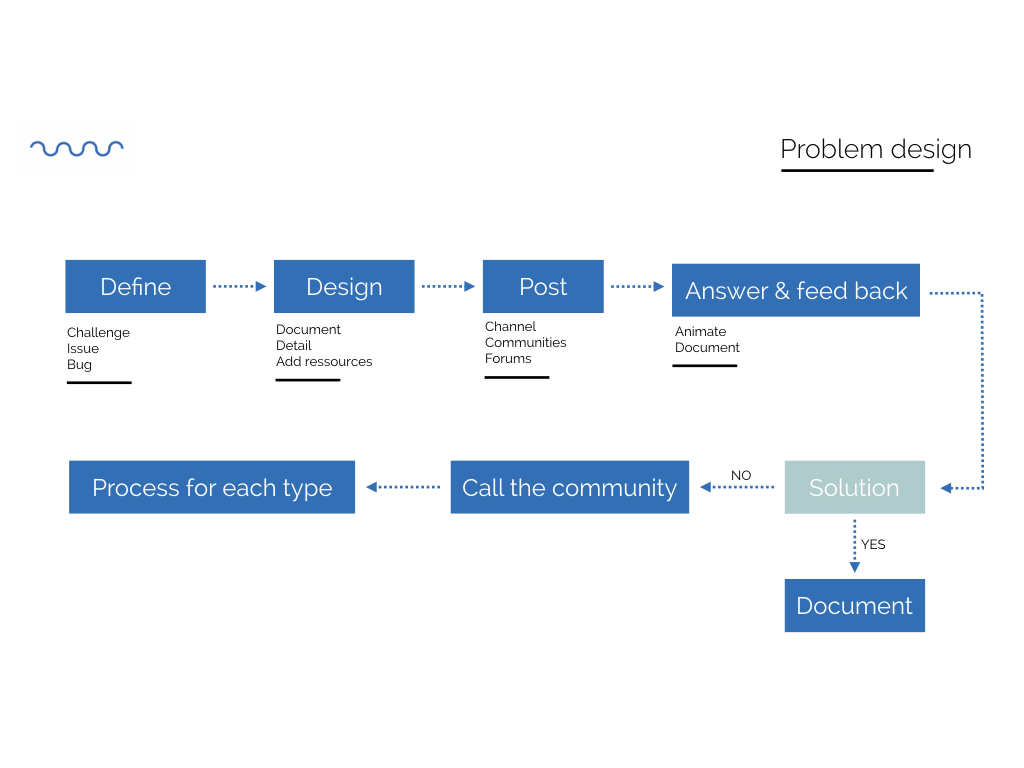 Problem design
Define
Challenge
Issue
Bug
Design
Document
Detail
Add ressources
Post
Channel
Communities
Forums
Answer & feed back
Animate
Document
Solution
NO
Call the community
Process for each type
YES
Document